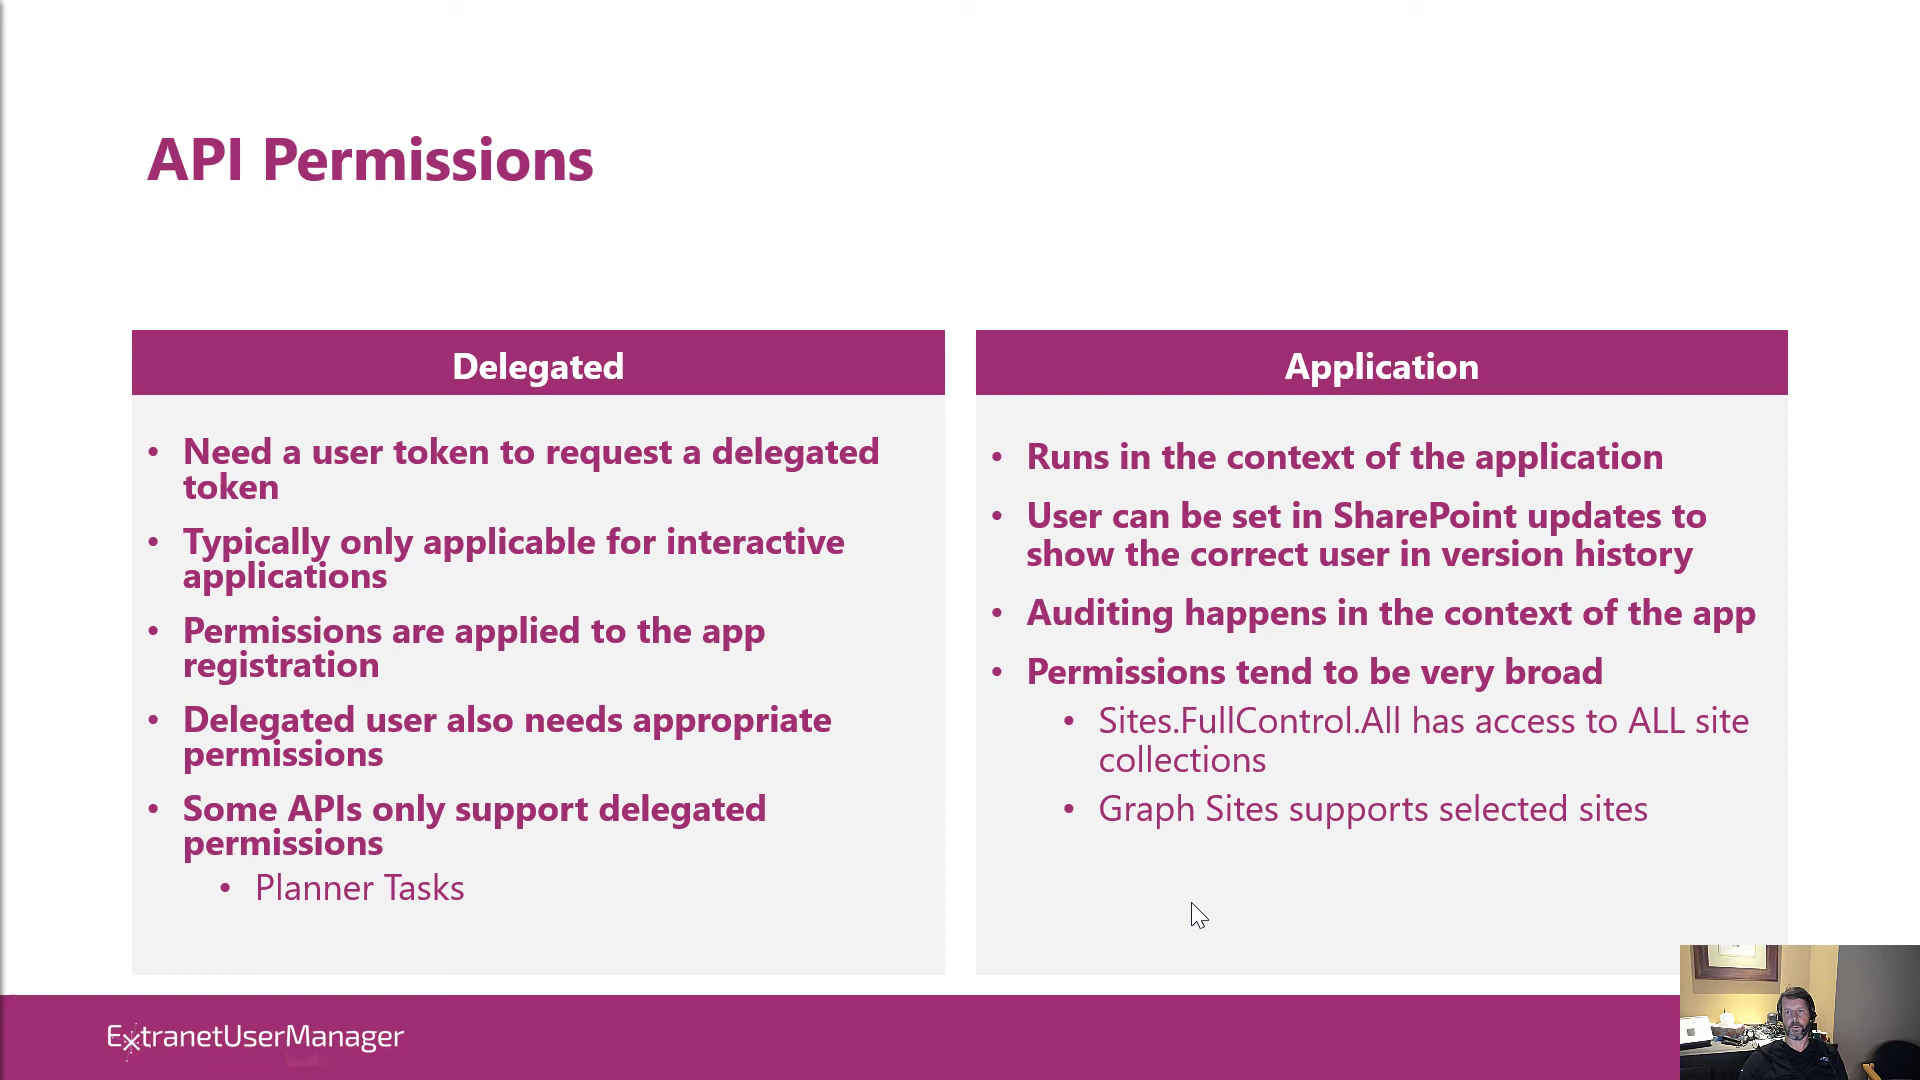 API Permissions
Delegated
• Need a user token to request a delegated
token
• Typically only applicable for interactive
applications
• Permissions are applied to the app
registration
• Delegated user also needs appropriate
permissions
• Some APIs only support delegated
permissions
• Planner Tasks
Application
• Runs in the context of the application
• User can be set in SharePoint updates to
show the correct user in version history
• Auditing happens in the context of the app
• Permissions tend to be very broad
• Sites.FullControl.All has access to ALL site
collections
• Graph Sites supports selected sites
ExtranetUserManager